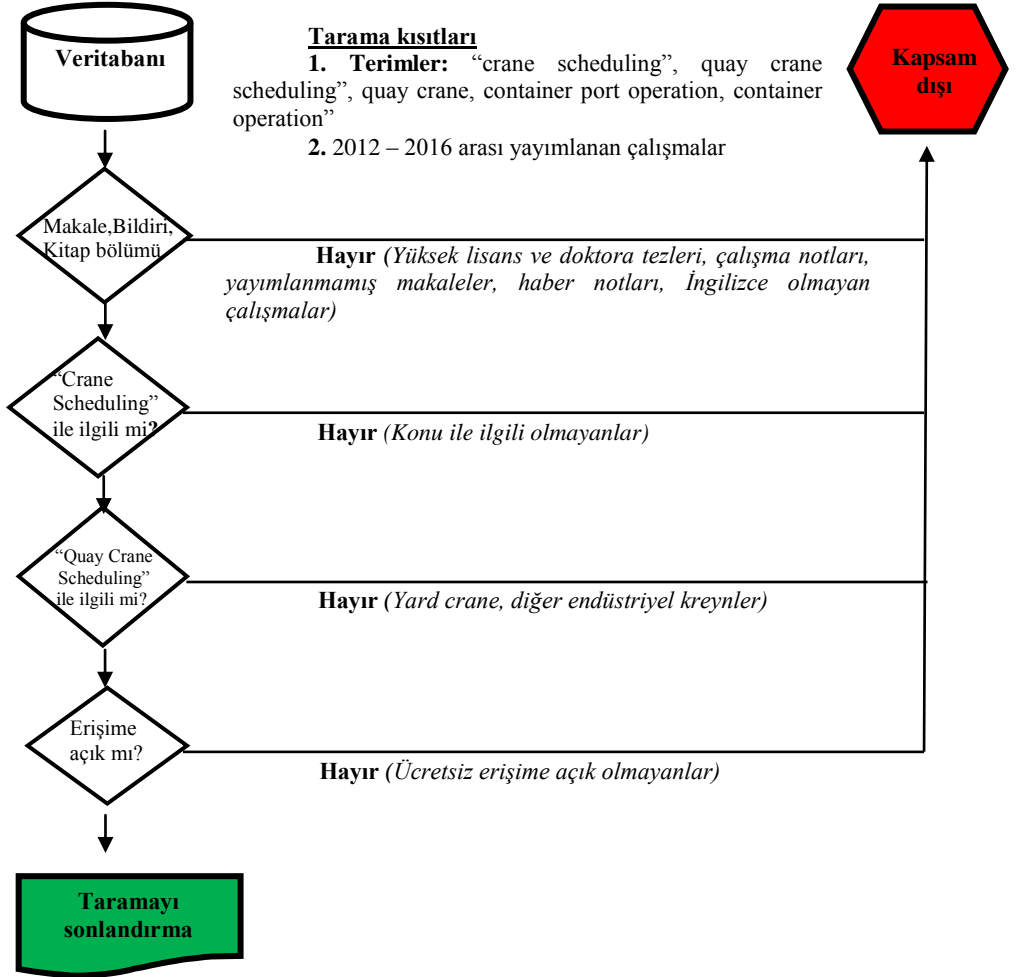 Veritabanı
Tarama kısıtları
1. Terimler: “crane scheduling”, quay crane
scheduling”, quay crane, container port operation, container
operation”
2. 2012 – 2016 arası yayımlanan çalışmalar
Kapsam
dışı
Makale,Bildiri,
Kitap bölümü
Hayır (Yüksek lisans ve doktora tezleri, çalışma notları,
yayımlanmamış makaleler, haber notları, İngilizce olmayan
çalışmalar)
“Crane
Scheduling”
ile ilgili mi?
Hayır (Konu ile ilgili olmayanlar)
“Quay Crane
Scheduling”
ile ilgili mi?
Hayır (Yard crane, diğer endüstriyel kreynler)
Erişime
açık mı?
Hayır (Ücretsiz erişime açık olmayanlar)
Taramayı
sonlandırma